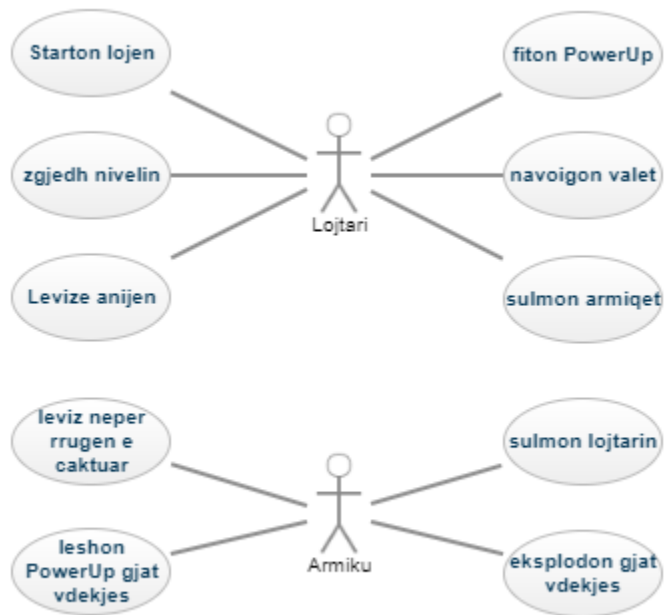 Starton lojen
fiton PowerUp
zgjedh nivelin
navoigon valet
Lojtari
Levize anijen
sulmon armiqet
leviz neper
rrugen e
caktuar
sulmon lojtarin
Armiku
leshon
PowerUp gjat
vdekjes
eksplodon gjat
vdekjes